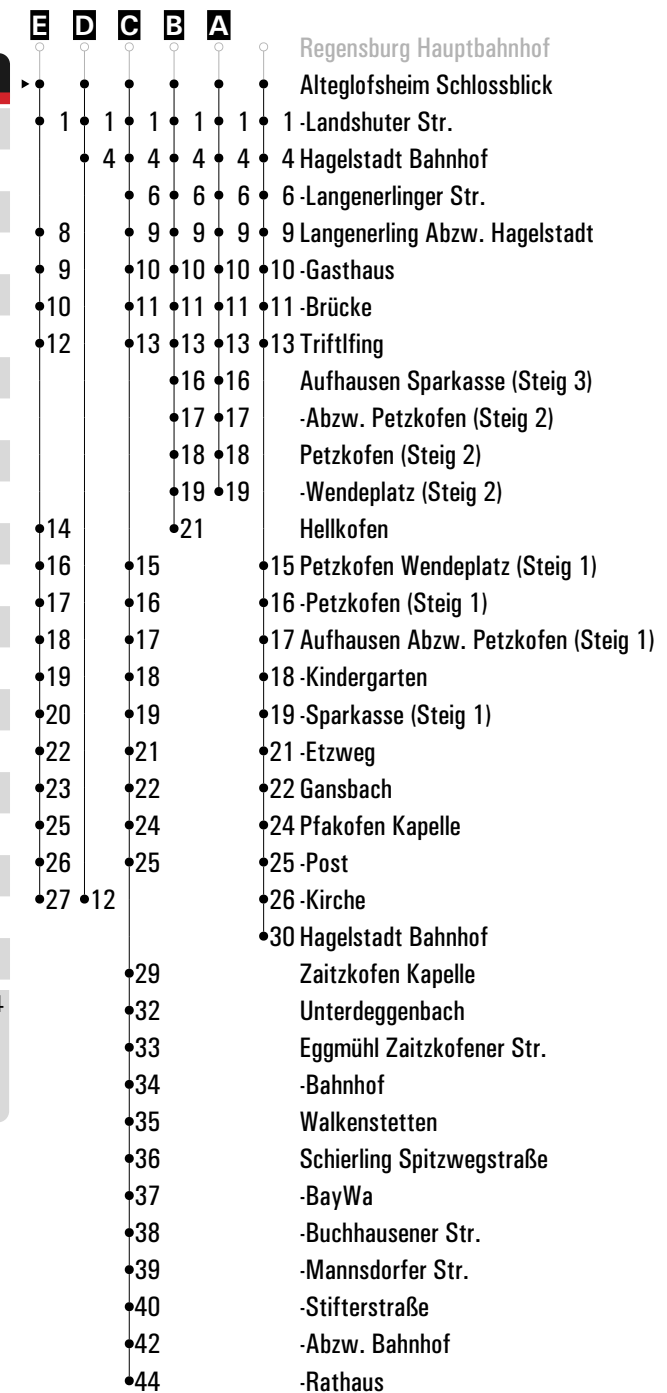 E D C B A
Regensburg Hauptbahnhof
Alteglofsheim Schlossblick
1 1 1 1 1 1 -Landshuter Str.
4 4 4 4 4 Hagelstadt Bahnhof
6 6 6 6 -Langenerlinger Str.
8 9 9 9 9 Langenerling Abzw. Hagelstadt
9 10 10 10 10 -Gasthaus
10 11 11 11 11 -Brücke
12 13 13 13 13 Triftlfing
16 16 Aufhausen Sparkasse (Steig 3)
17 17 -Abzw. Petzkofen (Steig 2)
18 18 Petzkofen (Steig 2)
19 19 -Wendeplatz (Steig 2)
14 21 Hellkofen
16 15 15 Petzkofen Wendeplatz (Steig 1)
17 16 16 -Petzkofen (Steig 1)
18 17 17 Aufhausen Abzw. Petzkofen (Steig 1)
19 18 18 -Kindergarten
20 19 19 -Sparkasse (Steig 1)
22 21 21 -Etzweg
23 22 22 Gansbach
25 24 24 Pfakofen Kapelle
26 25 25 -Post
27 12 26 -Kirche
30 Hagelstadt Bahnhof
29 Zaitzkofen Kapelle
32 Unterdeggenbach
33 Eggmühl Zaitzkofener Str.
34 -Bahnhof
35 Walkenstetten
36 Schierling Spitzwegstraße
37 -BayWa
38 -Buchhausener Str.
39 -Mannsdorfer Str.
40 -Stifterstraße
42 -Abzw. Bahnhof
44 -Rathaus